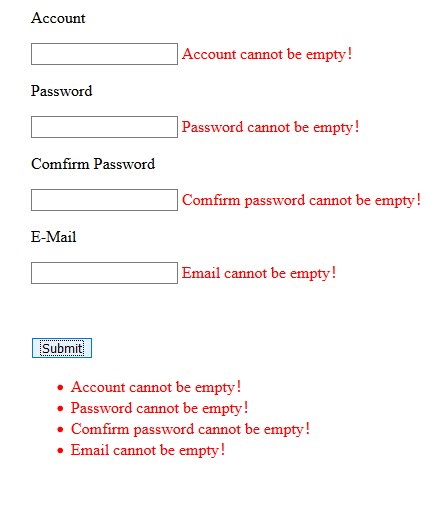 Account
Account cannot be empty！
Password
Password cannot be empty！
Comfirm Password
Comfirm password cannot be empty！
E-Mail
Email cannot be empty！
Submit
Account cannot be empty！
Password cannot be empty！
Comfirm password cannot be empty！
Email cannot be empty！